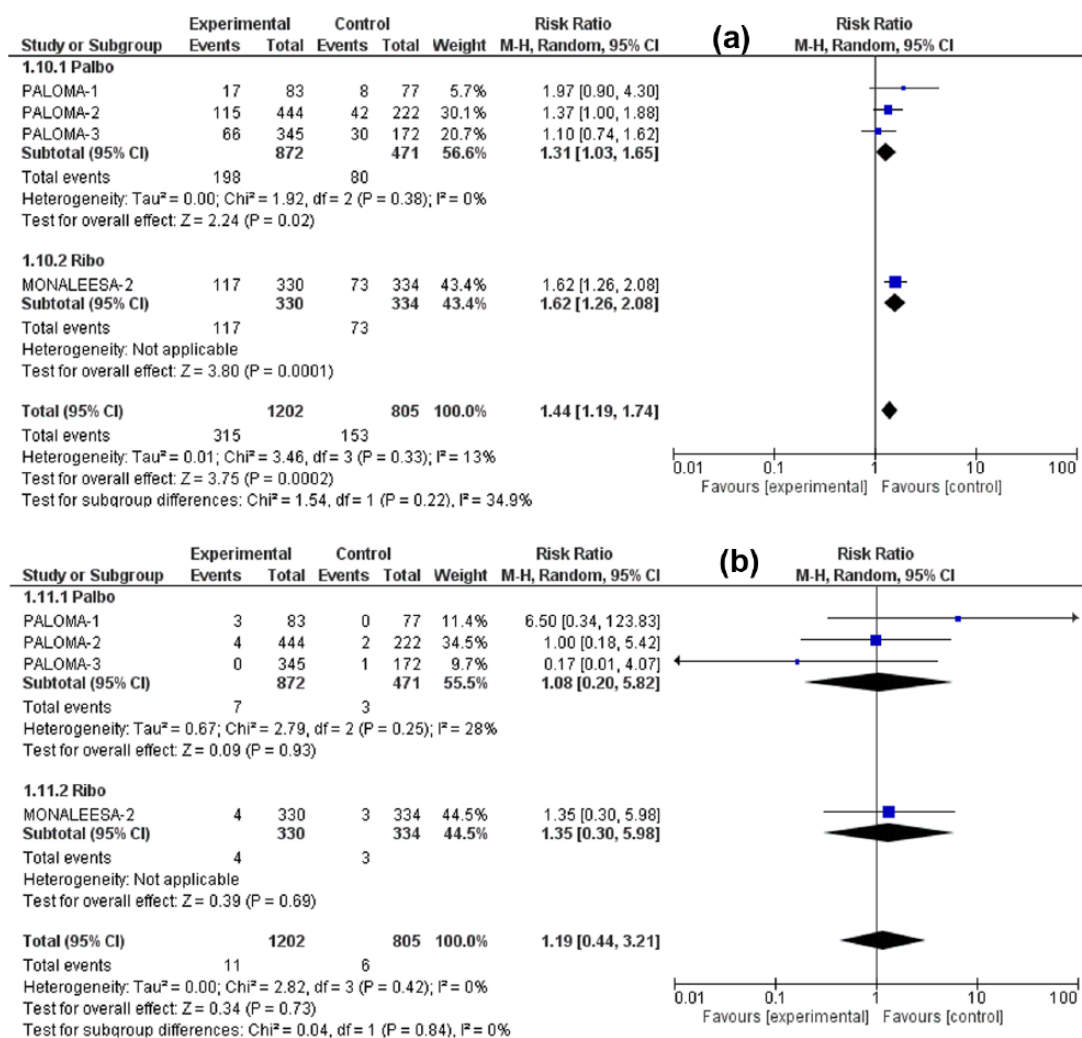 Experimental Control Risk Ratio (a) Risk Ratio
Study or Subgroup Events Total Events Total Weight M-H, Random, 95% CI M-H, Random, 95% CI
1.10.1 Palbo
PALOMA-1 17 83 8 77 5.7% 1.97 [0.90, 4.30]
PALOMA-2 115 444 42 222 30.1% 1.37 [1.00, 1.88]
PALOMA-3 66 345 30 172 20.7% 1.10 [0.74, 1.62]
Subtotal (95% CI) 872 471 56.6% 1.31 [1.03, 1.65]
Total events 198 80
Heterogeneity: Tau² = 0.00; Chi² = 1.92, df = 2 (P = 0.38); I² = 0%
Test for overall effect: Z = 2.24 (P = 0.02)
1.10.2 Ribo
MONALEESA-2 117 330 73 334 43.4% 1.62 [1.26, 2.08]
Subtotal (95% CI) 330 334 43.4% 1.62 [1.26, 2.08]
Total events 117 73
Heterogeneity: Not applicable
Test for overall effect: Z = 3.80 (P = 0.0001)
Total (95% CI) 1202 805 100.0% 1.44 [1.19, 1.74]
Total events 315 153
Heterogeneity: Tau² = 0.01; Chi² = 3.46, df = 3 (P = 0.33); I² = 13%
Test for overall effect: Z = 3.75 (P = 0.0002)
Test for subgroup differences: Chi² = 1.54, df = 1 (P = 0.22), I² = 34.9%
0.01 0.1 1 10 100
Favours [experimental] Favours [control]
Experimental Control Risk Ratio (b) Risk Ratio
Study or Subgroup Events Total Events Total Weight M-H, Random, 95% CI M-H, Random, 95% CI
1.11.1 Palbo
PALOMA-1 3 83 0 77 11.4% 6.50 [0.34, 123.83]
PALOMA-2 4 444 2 222 34.5% 1.00 [0.18, 5.42]
PALOMA-3 0 345 1 172 9.7% 0.17 [0.01, 4.07]
Subtotal (95% CI) 872 471 55.5% 1.08 [0.20, 5.82]
Total events 7 3
Heterogeneity: Tau² = 0.67; Chi² = 2.79, df = 2 (P = 0.25); I² = 28%
Test for overall effect: Z = 0.09 (P = 0.93)
1.11.2 Ribo
MONALEESA-2 4 330 3 334 44.5% 1.35 [0.30, 5.98]
Subtotal (95% CI) 330 334 44.5% 1.35 [0.30, 5.98]
Total events 4 3
Heterogeneity: Not applicable
Test for overall effect: Z = 0.39 (P = 0.69)
Total (95% CI) 1202 805 100.0% 1.19 [0.44, 3.21]
Total events 11 6
Heterogeneity: Tau² = 0.00; Chi² = 2.82, df = 3 (P = 0.42); I² = 0%
Test for overall effect: Z = 0.34 (P = 0.73)
Test for subgroup differences: Chi² = 0.04, df = 1 (P = 0.84), I² = 0%
0.01 0.1 1 10 100
Favours [experimental] Favours [control]